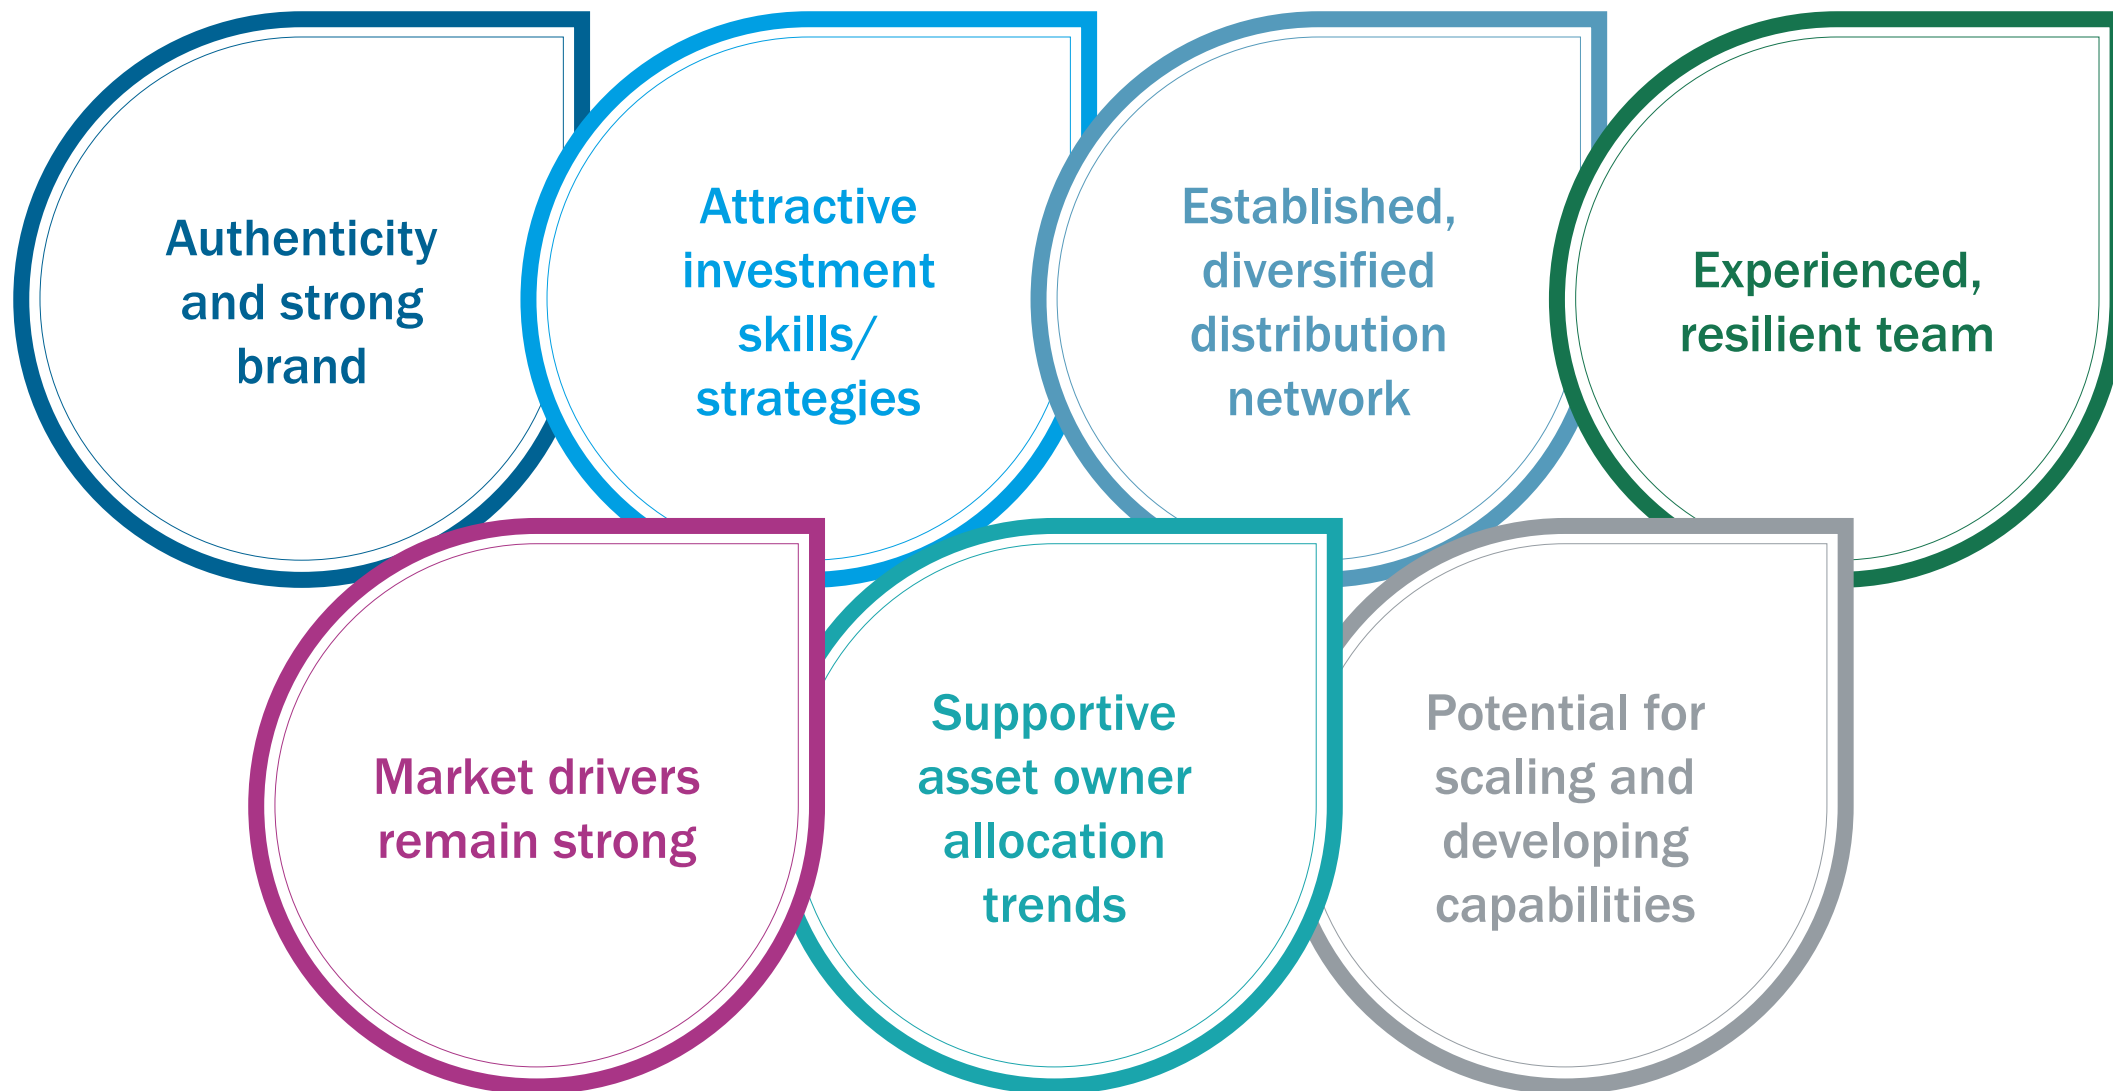 Authenticity
and strong
brand
Attractive
investment
skills/
strategies
Established,
diversified
distribution
network
Experienced,
resilient team
Market drivers
remain strong
Supportive
asset owner
allocation
trends
Potential for
scaling and
developing
capabilities